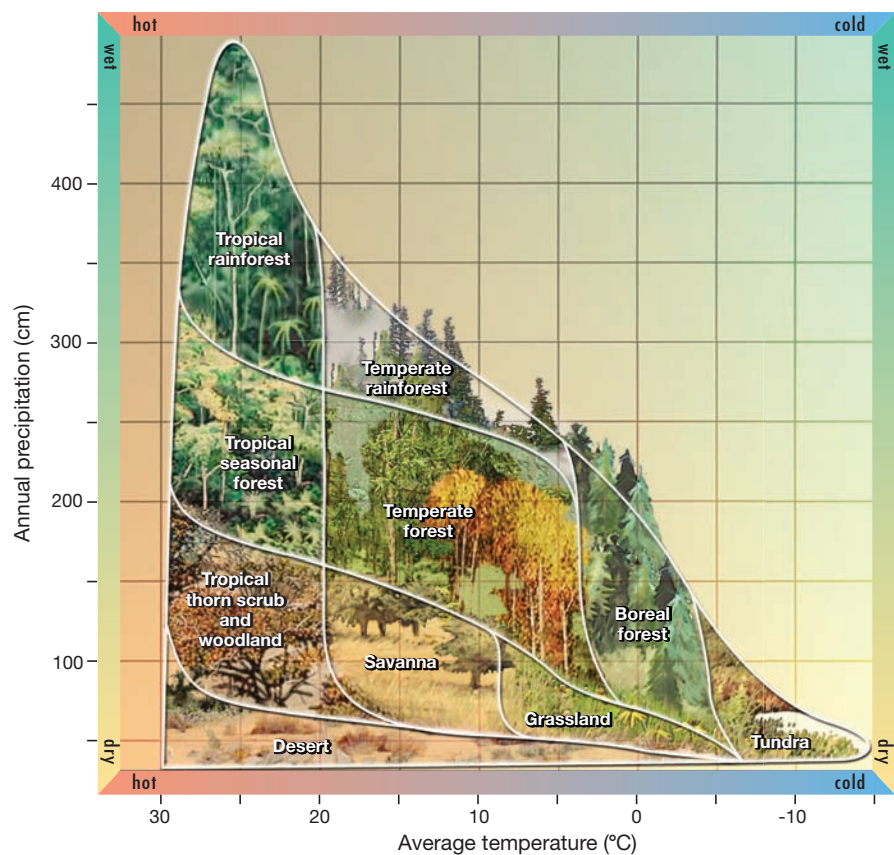 hot
cold
wet
wet
400
Tropical
rainforest
300
Temperate
rainforest
Annual precipitation (cm)
Tropical
seasonal
forest
200
Temperate
forest
Tropical
thorn scrub
and
woodland
Boreal
forest
100
Savanna
Grassland
Desert
Tundra
dry
dry
hot
cold
30
20
10
0
-10
Average temperature (°C)